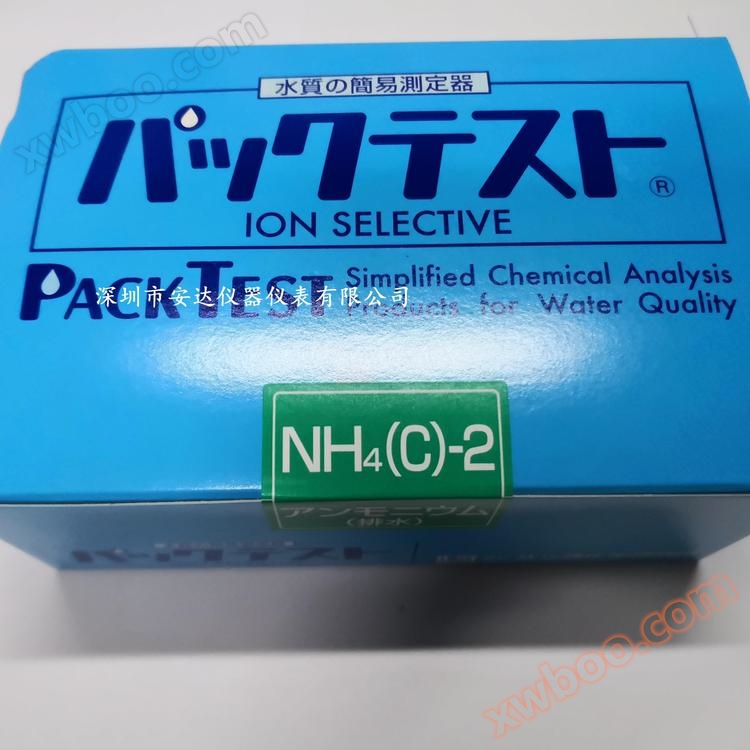 xwboo.com
水質の簡易測定器
パックテスト®
ION SELECTIVE
PACKTEST
Simplified Chemical Analysis
Products for Water Quality
深圳市安达仪器仪表有限公司
NH₄(C)-2
アンモニウム
(排水)
パックテスト
xwboo.com